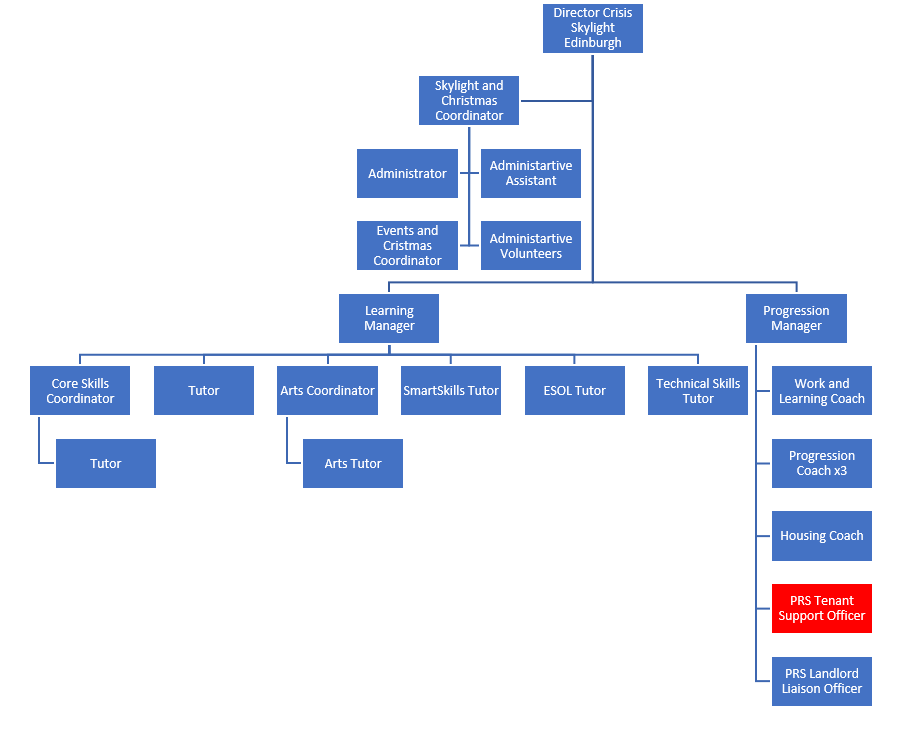 Director Crisis
Skylight
Edinburgh
Skylight and
Christmas
Coordinator
Administrator
Administartive
Assistant
Events and
Cristmas
Coordinator
Administartive
Volunteers
Learning
Manager
Progression
Manager
Core Skills
Coordinator
Tutor
Arts Coordinator
SmartSkills Tutor
ESOL Tutor
Technical Skills
Tutor
Work and
Learning Coach
Tutor
Arts Tutor
Progression
Coach x3
Housing Coach
PRS Tenant
Support Officer
PRS Landlord
Liaison Officer